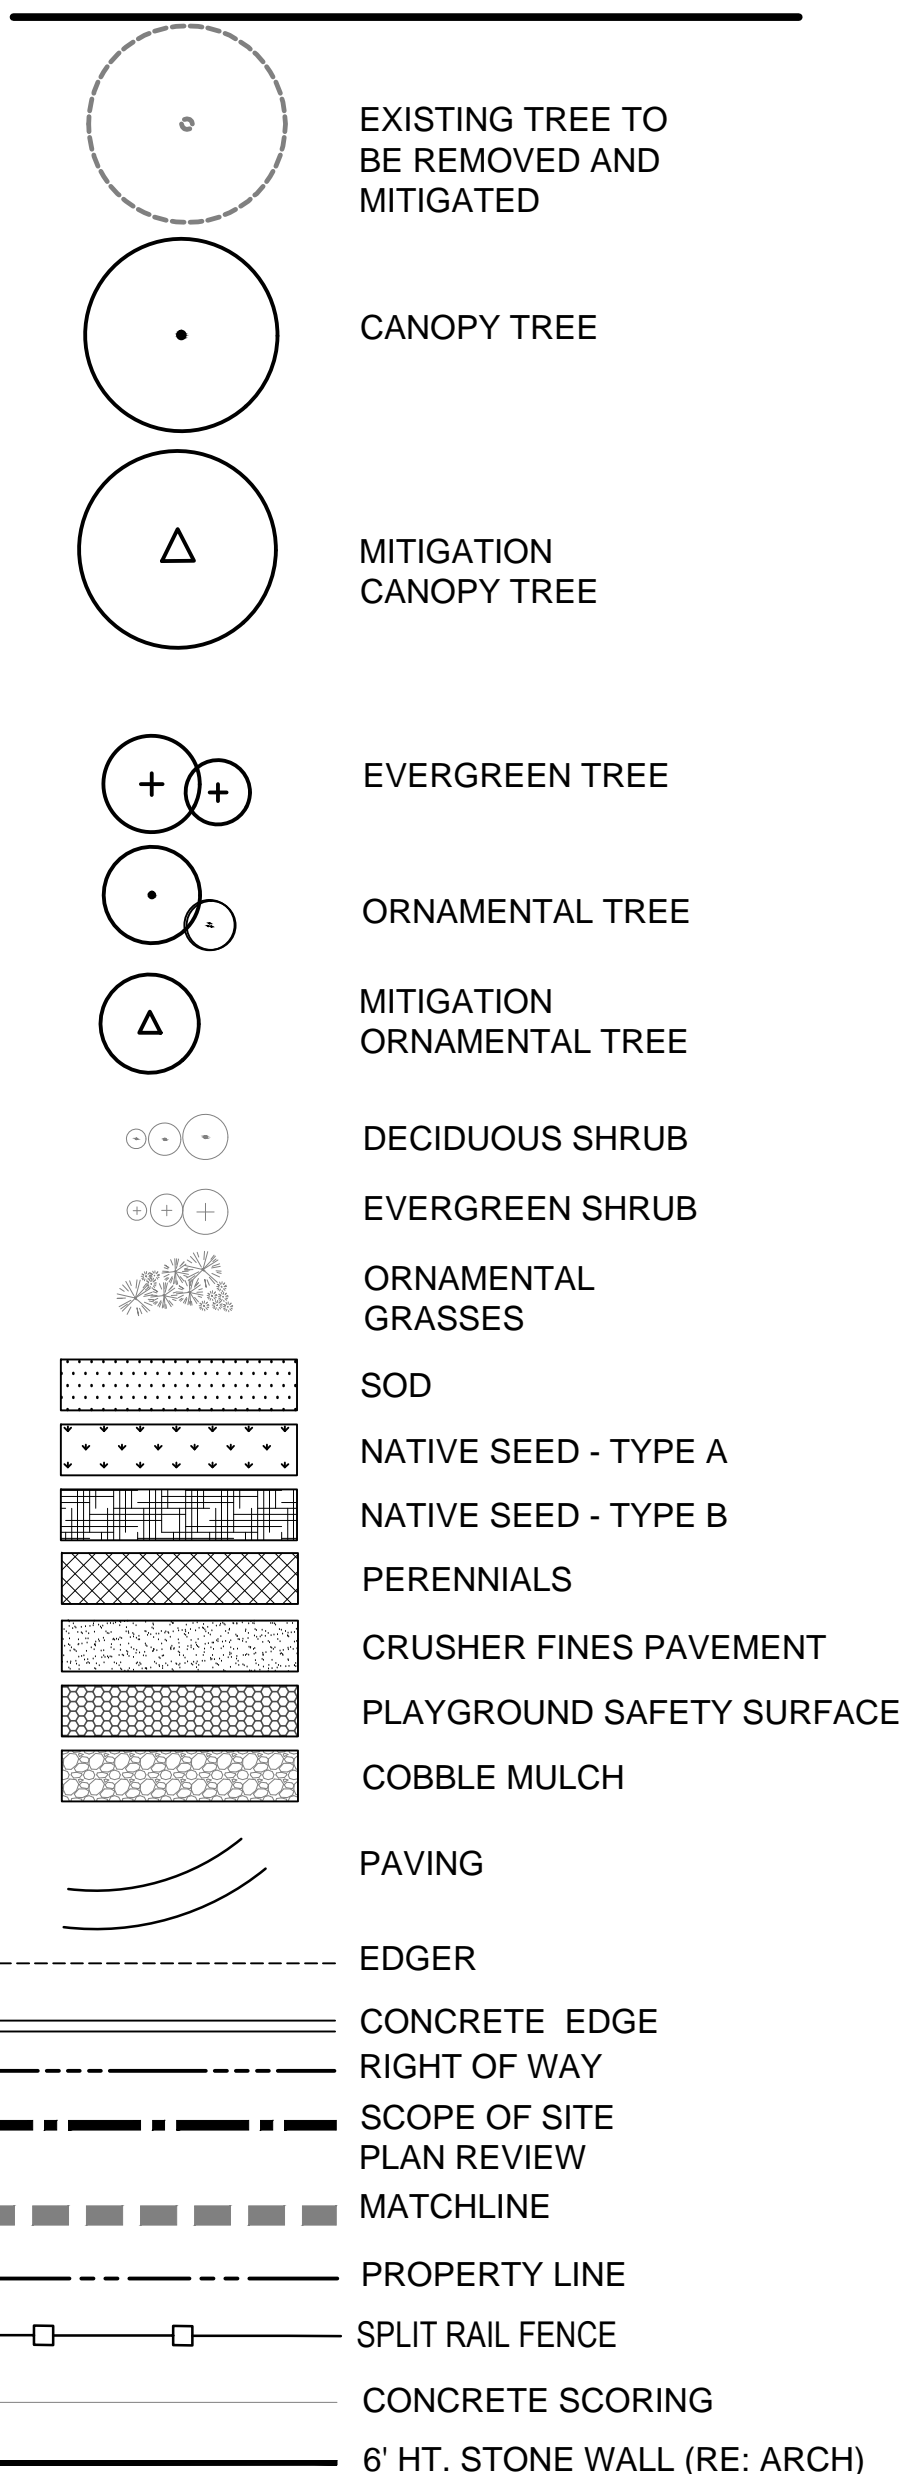 EXISTING TREE TO
BE REMOVED AND
MITIGATED
CANOPY TREE
MITIGATION
CANOPY TREE
EVERGREEN TREE
ORNAMENTAL TREE
MITIGATION
ORNAMENTAL TREE
DECIDUOUS SHRUB
EVERGREEN SHRUB
ORNAMENTAL
GRASSES
SOD
NATIVE SEED - TYPE A
NATIVE SEED - TYPE B
PERENNIALS
CRUSHER FINES PAVEMENT
PLAYGROUND SAFETY SURFACE
COBBLE MULCH
PAVING
EDGER
CONCRETE EDGE
RIGHT OF WAY
SCOPE OF SITE
PLAN REVIEW
MATCHLINE
PROPERTY LINE
SPLIT RAIL FENCE
CONCRETE SCORING
6' HT. STONE WALL (RE: ARCH)